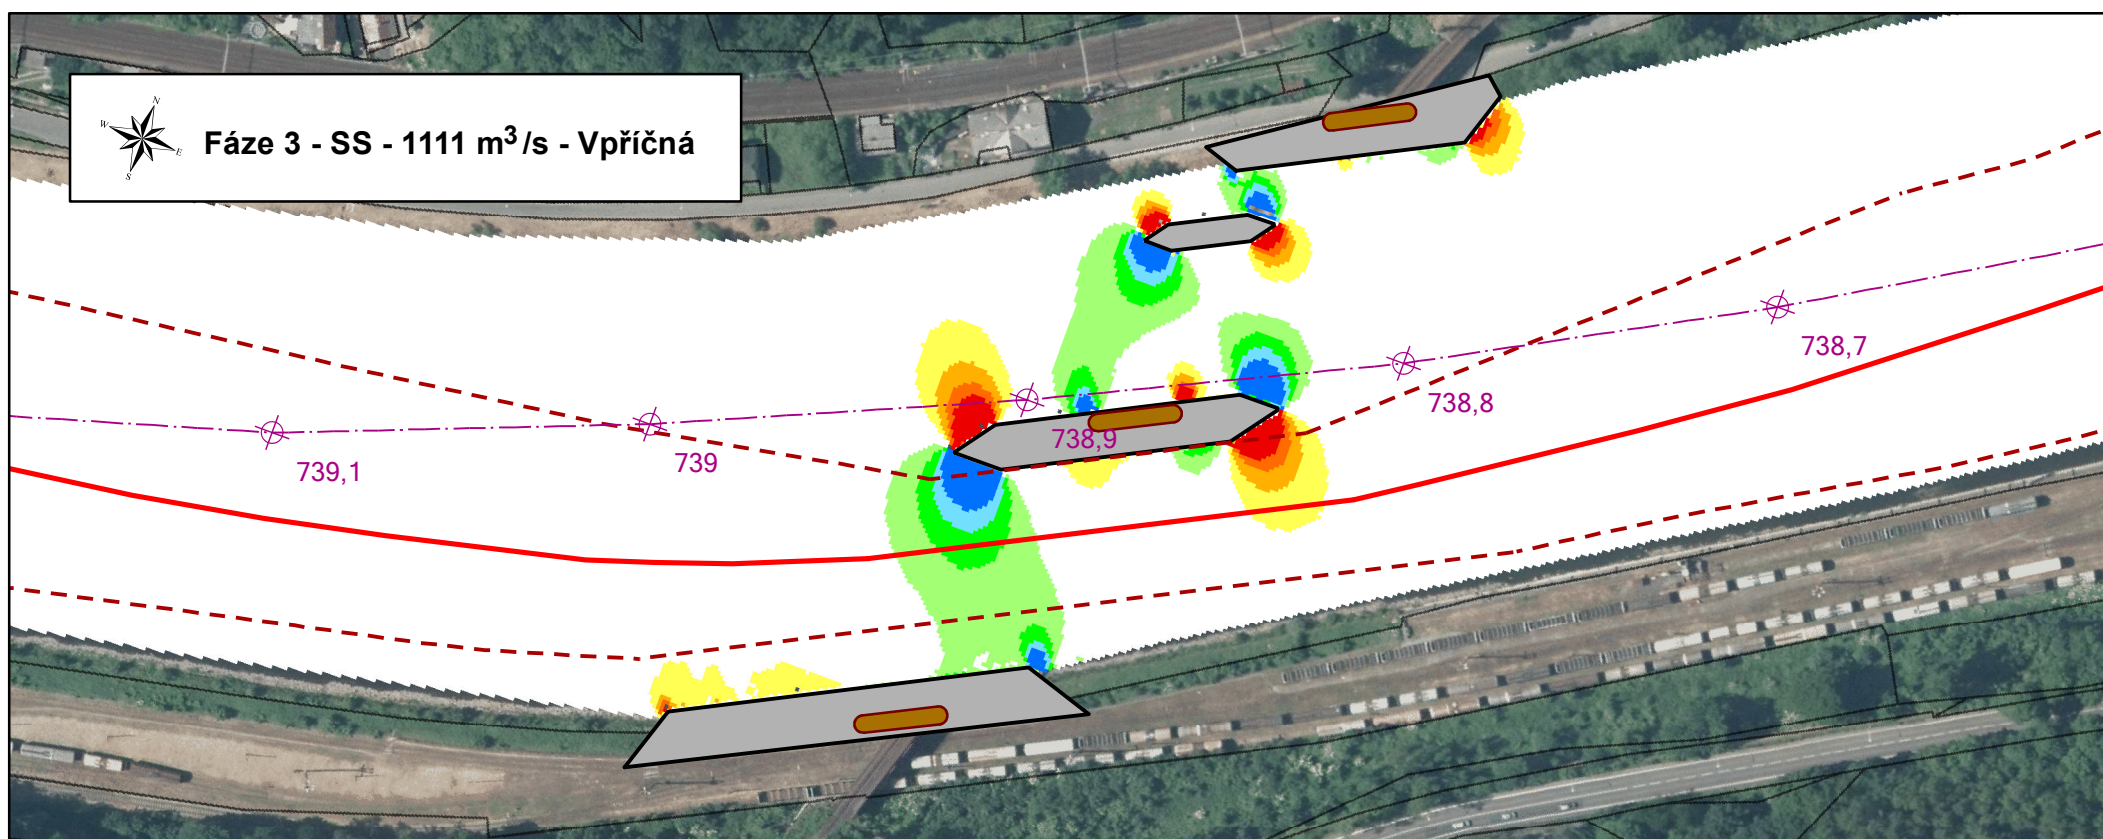 N
W
E
S
Fáze 3 - SS - 1111 m³/s - Vpříčná
738,7
738,8
738,9
739
739,1